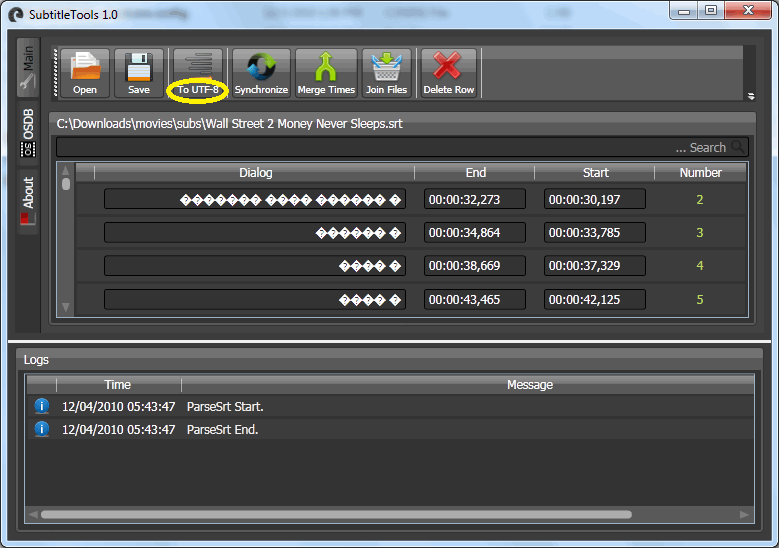 SubtitleTools 1.0
Main
OSDB
About
Open
Save
To UTF-8
Synchronize
Merge Times
Join Files
Delete Row
C:\Downloads\movies\subs\Wall Street 2 Money Never Sleeps.srt
... Search
Dialog End Start Number
������� ���� ������ � 00:00:32,273 00:00:30,197 2
������ � 00:00:34,864 00:00:33,785 3
���� � 00:00:38,669 00:00:37,329 4
���� � 00:00:43,465 00:00:42,125 5
Logs
Time Message
12/04/2010 05:43:47 ParseSrt Start.
12/04/2010 05:43:47 ParseSrt End.